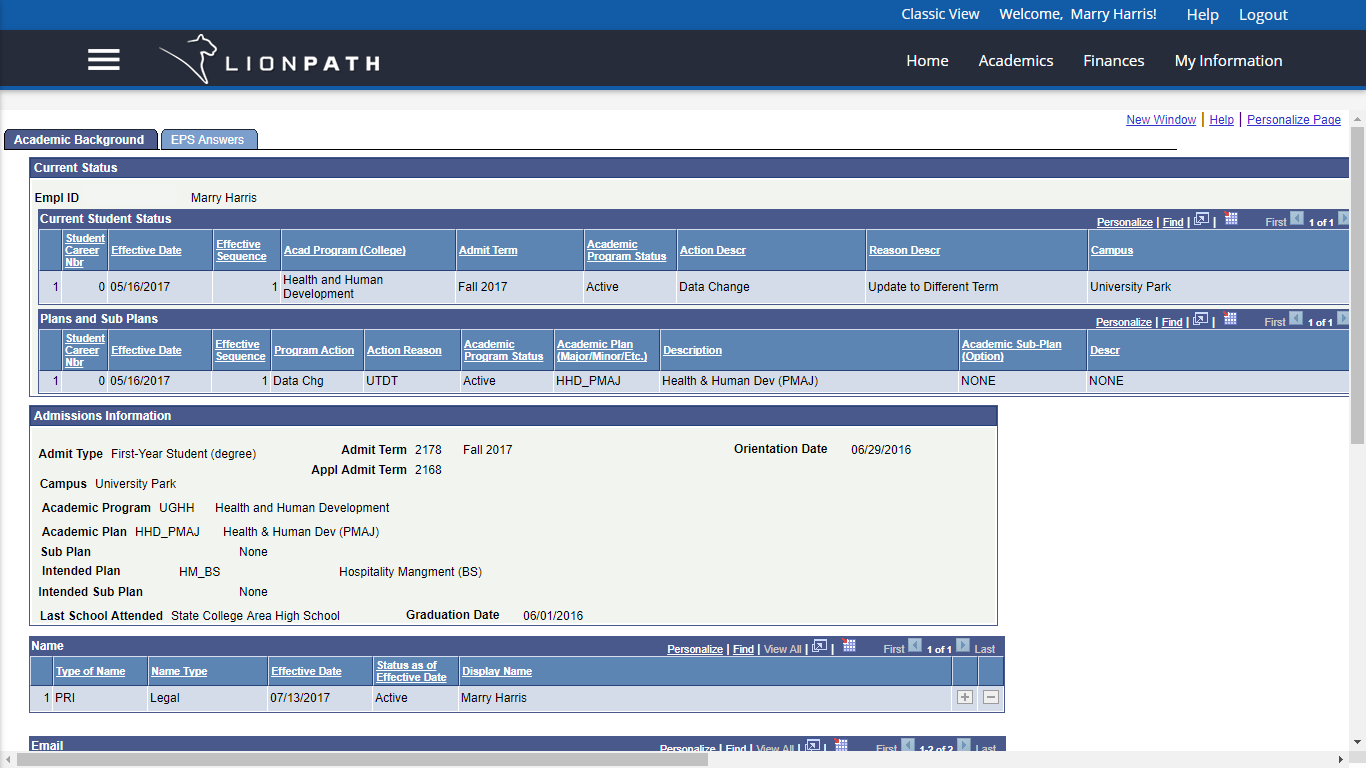 Classic View Welcome, Marry Harris! Help Logout
LIONPATH Home Academics Finances My Information
New Window | Help | Personalize Page
Academic Background EPS Answers
Current Status
Empl ID Marry Harris
Current Student Status Personalize | Find | | First 1 of 1
Student Career Nbr Effective Date Effective Sequence Acad Program (College) Admit Term Academic Program Status Action Descr Reason Descr Campus
1 0 05/16/2017 1 Health and Human Development Fall 2017 Active Data Change Update to Different Term University Park
Plans and Sub Plans Personalize | Find | | First 1 of 1
Student Career Nbr Effective Date Effective Sequence Program Action Action Reason Academic Program Status Academic Plan (Major/Minor/Etc.) Description Academic Sub-Plan (Option) Descr
1 0 05/16/2017 1 Data Chg UTDT Active HHD_PMAJ Health & Human Dev (PMAJ) NONE NONE
Admissions Information
Admit Type First-Year Student (degree) Admit Term 2178 Fall 2017 Orientation Date 06/29/2016
Appl Admit Term 2168
Campus University Park
Academic Program UGHH Health and Human Development
Academic Plan HHD_PMAJ Health & Human Dev (PMAJ)
Sub Plan None
Intended Plan HM_BS Hospitality Mangment (BS)
Intended Sub Plan None
Last School Attended State College Area High School Graduation Date 06/01/2016
Name Personalize | Find | View All | | First 1 of 1 Last
Type of Name Name Type Effective Date Status as of Effective Date Display Name
1 PRI Legal 07/13/2017 Active Marry Harris
Email Personalize | Find | View All | | First 1-2 of 2 Last